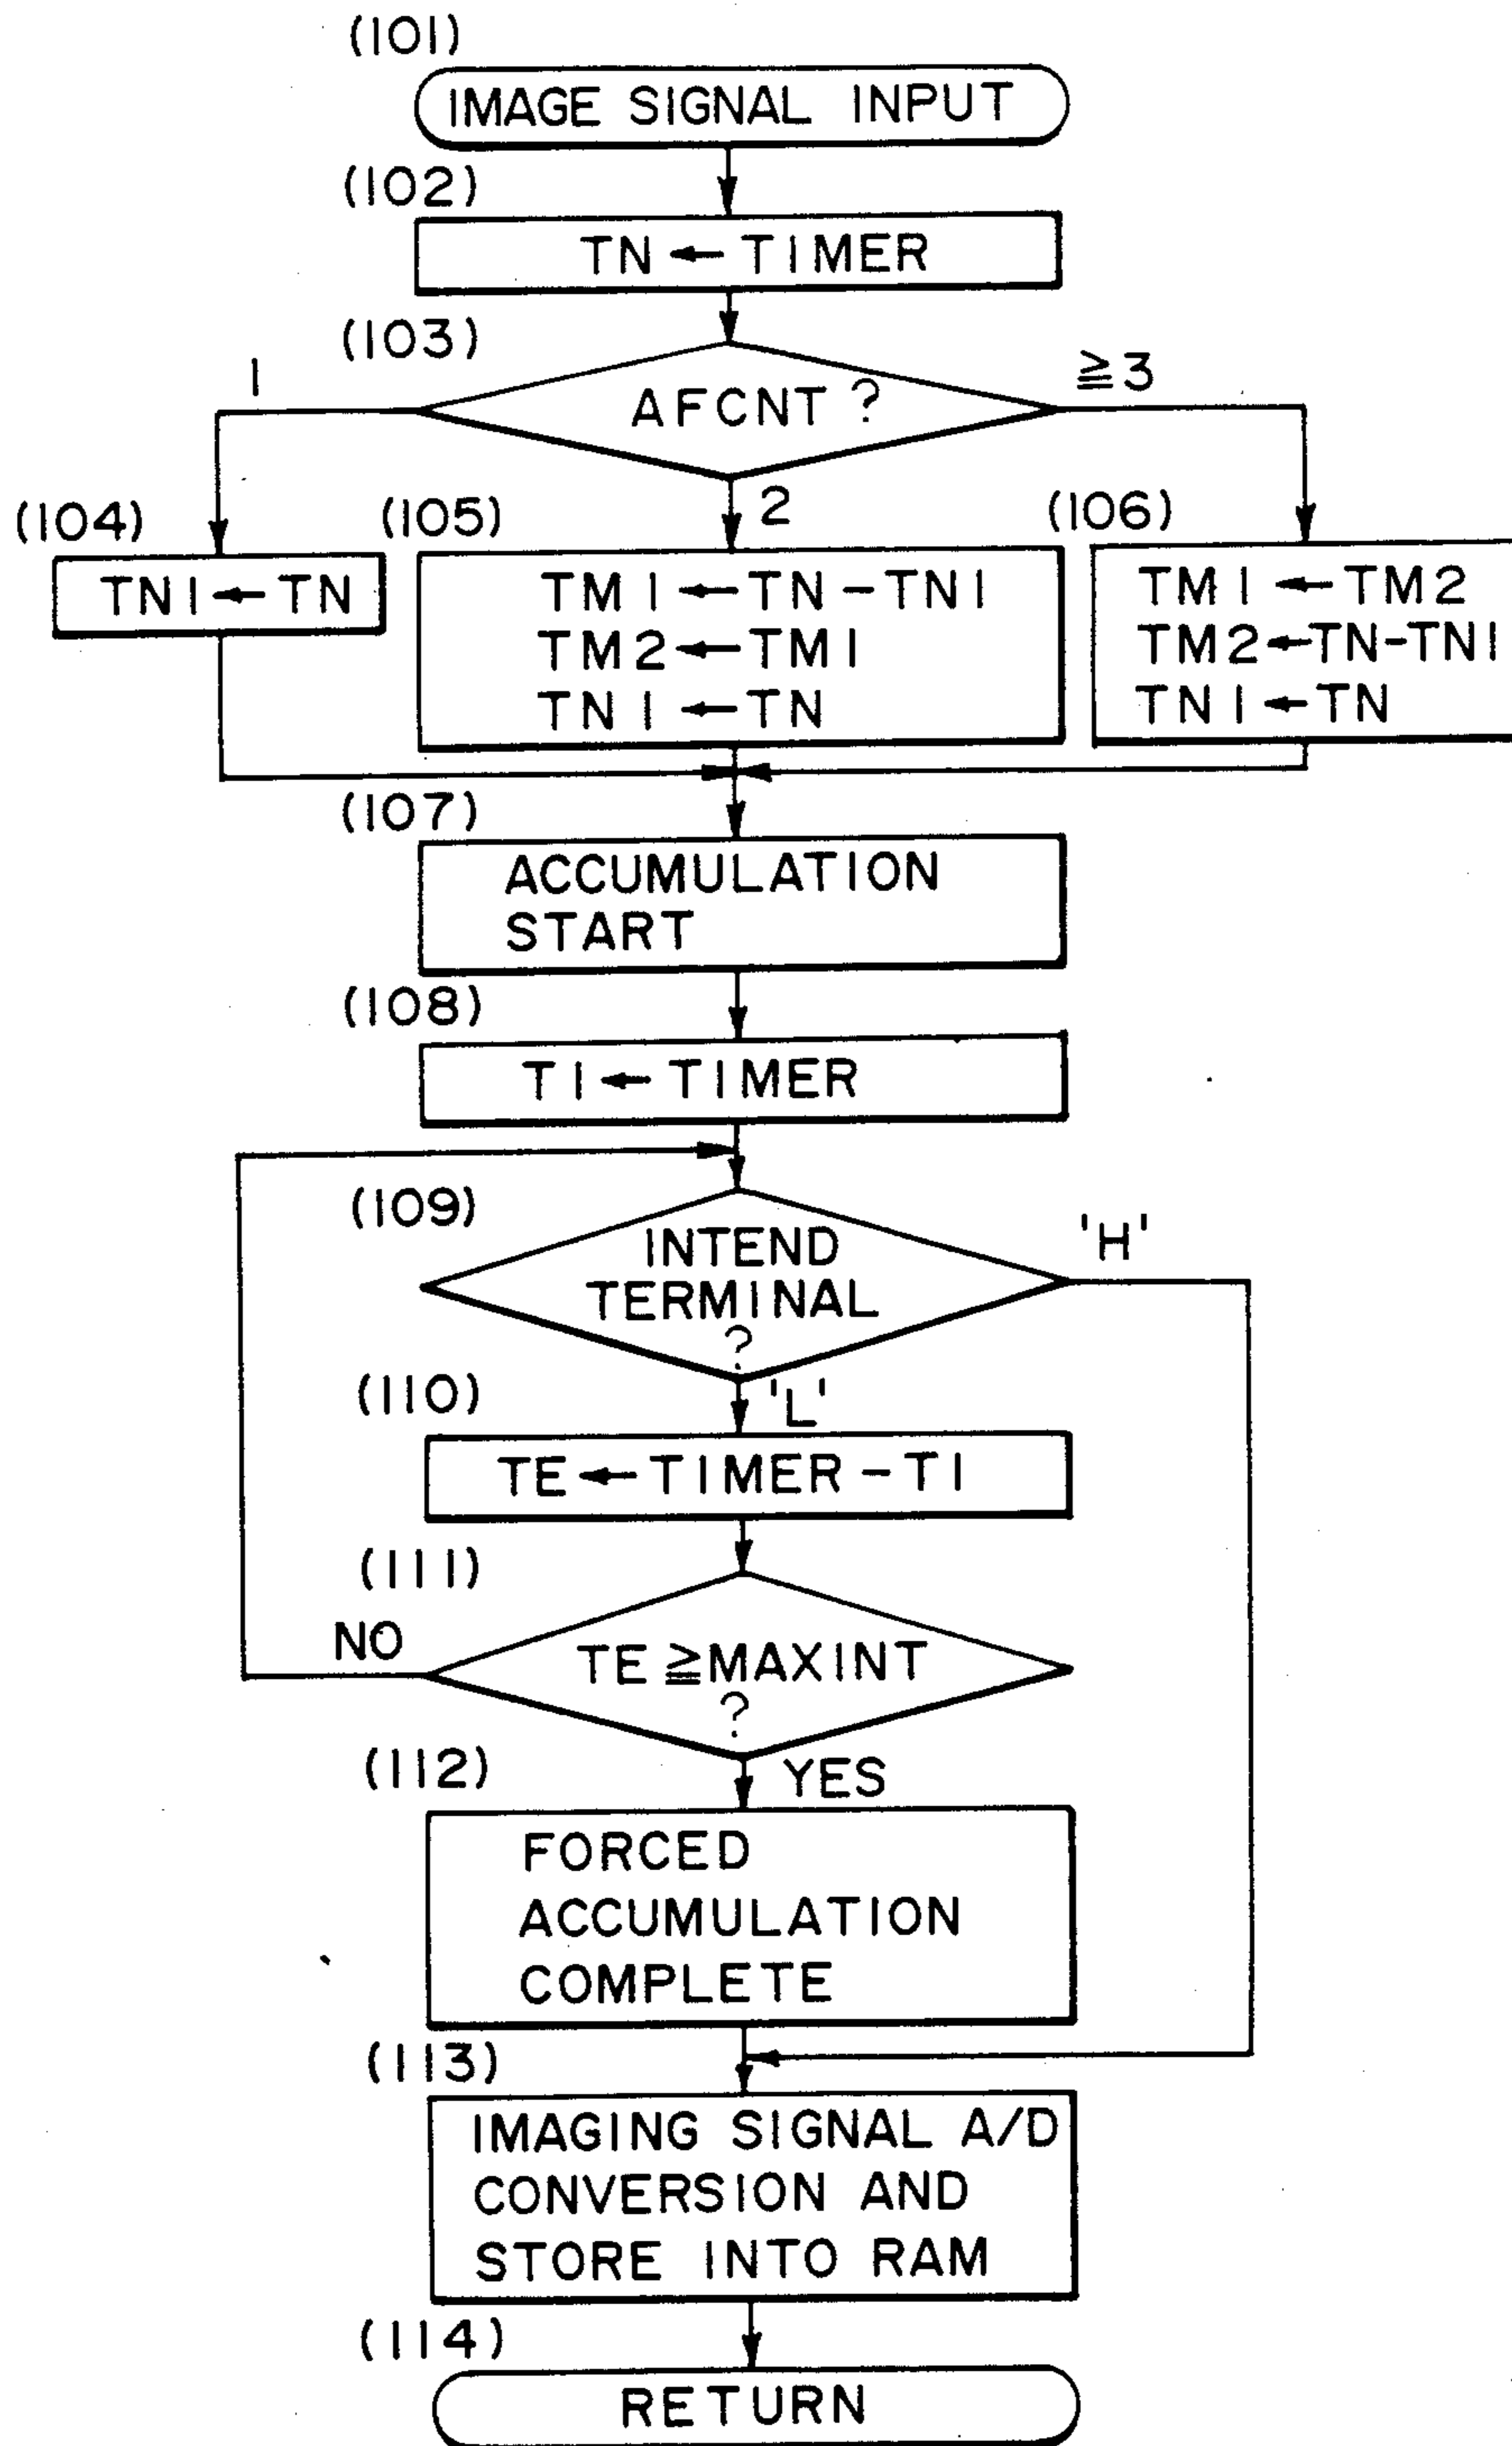 (101)
IMAGE SIGNAL INPUT
(102)
TN ← TIMER
(103)
AFCNT ?
1
≧3
2
(104)
TN1 ← TN
(105)
TM1 ← TN - TN1
TM2 ← TM1
TN1 ← TN
(106)
TM1 ← TM2
TM2 ← TN-TN1
TN1 ← TN
(107)
ACCUMULATION
START
(108)
T1 ← TIMER
(109)
INTEND
TERMINAL
?
'H'
'L'
(110)
TE ← TIMER - T1
(111)
TE ≧ MAXINT
?
NO
YES
(112)
FORCED
ACCUMULATION
COMPLETE
(113)
IMAGING SIGNAL A/D
CONVERSION AND
STORE INTO RAM
(114)
RETURN